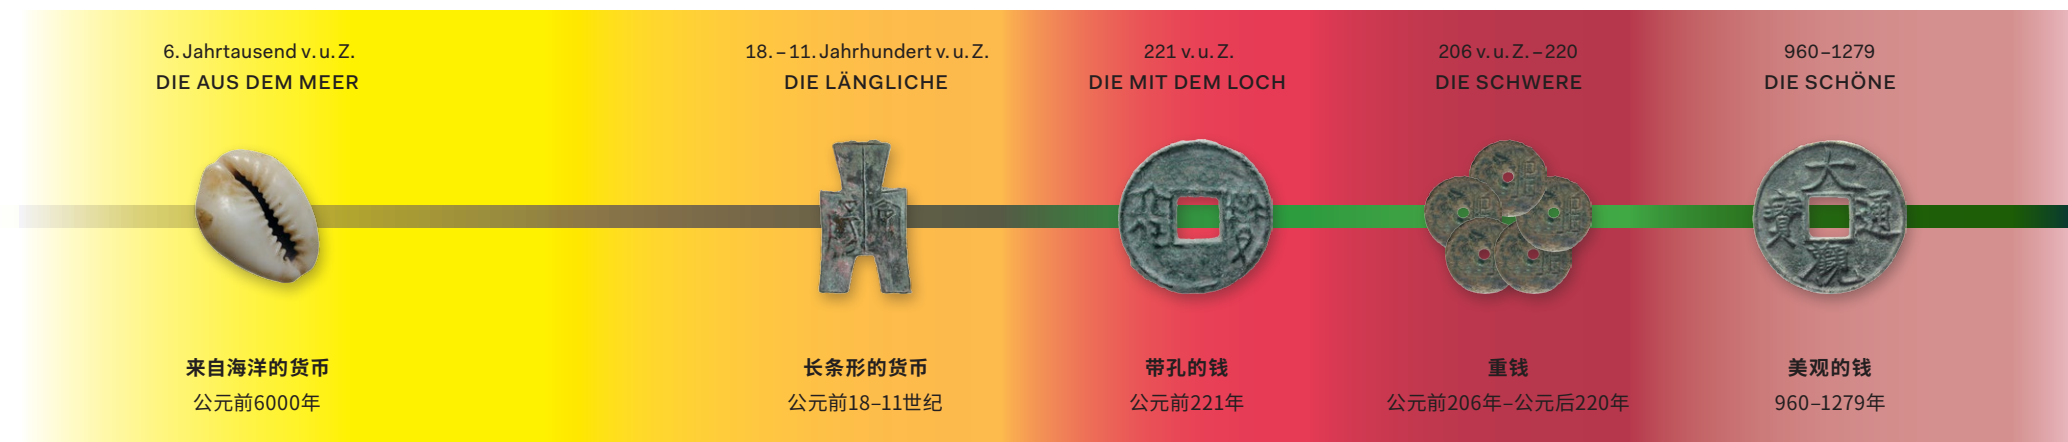 6. Jahrtausend v. u. Z.
DIE AUS DEM MEER
18. – 11. Jahrhundert v. u. Z.
DIE LÄNGLICHE
221 v. u. Z.
DIE MIT DEM LOCH
206 v. u. Z. – 220
DIE SCHWERE
960 – 1279
DIE SCHÖNE
大
通
寶
觀
来自海洋的货币
公元前6000年
长条形的货币
公元前18–11世纪
带孔的钱
公元前221年
重钱
公元前206年–公元后220年
美观的钱
960–1279年